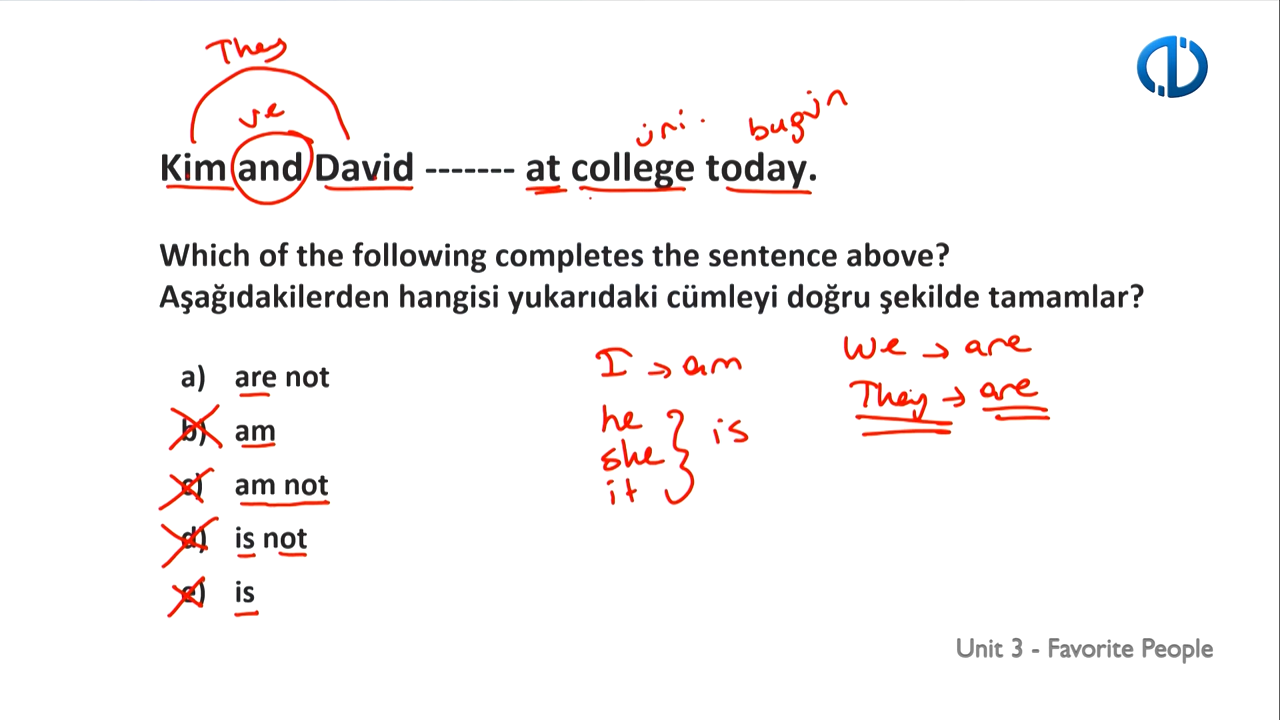 They
ve
üni. bugün
Kim and David ------- at college today.
Which of the following completes the sentence above?
Aşağıdakilerden hangisi yukarıdaki cümleyi doğru şekilde tamamlar?
a) are not
b) am
c) am not
d) is not
e) is
I → am
he
she
it
is
We → are
They → are
Unit 3 - Favorite People